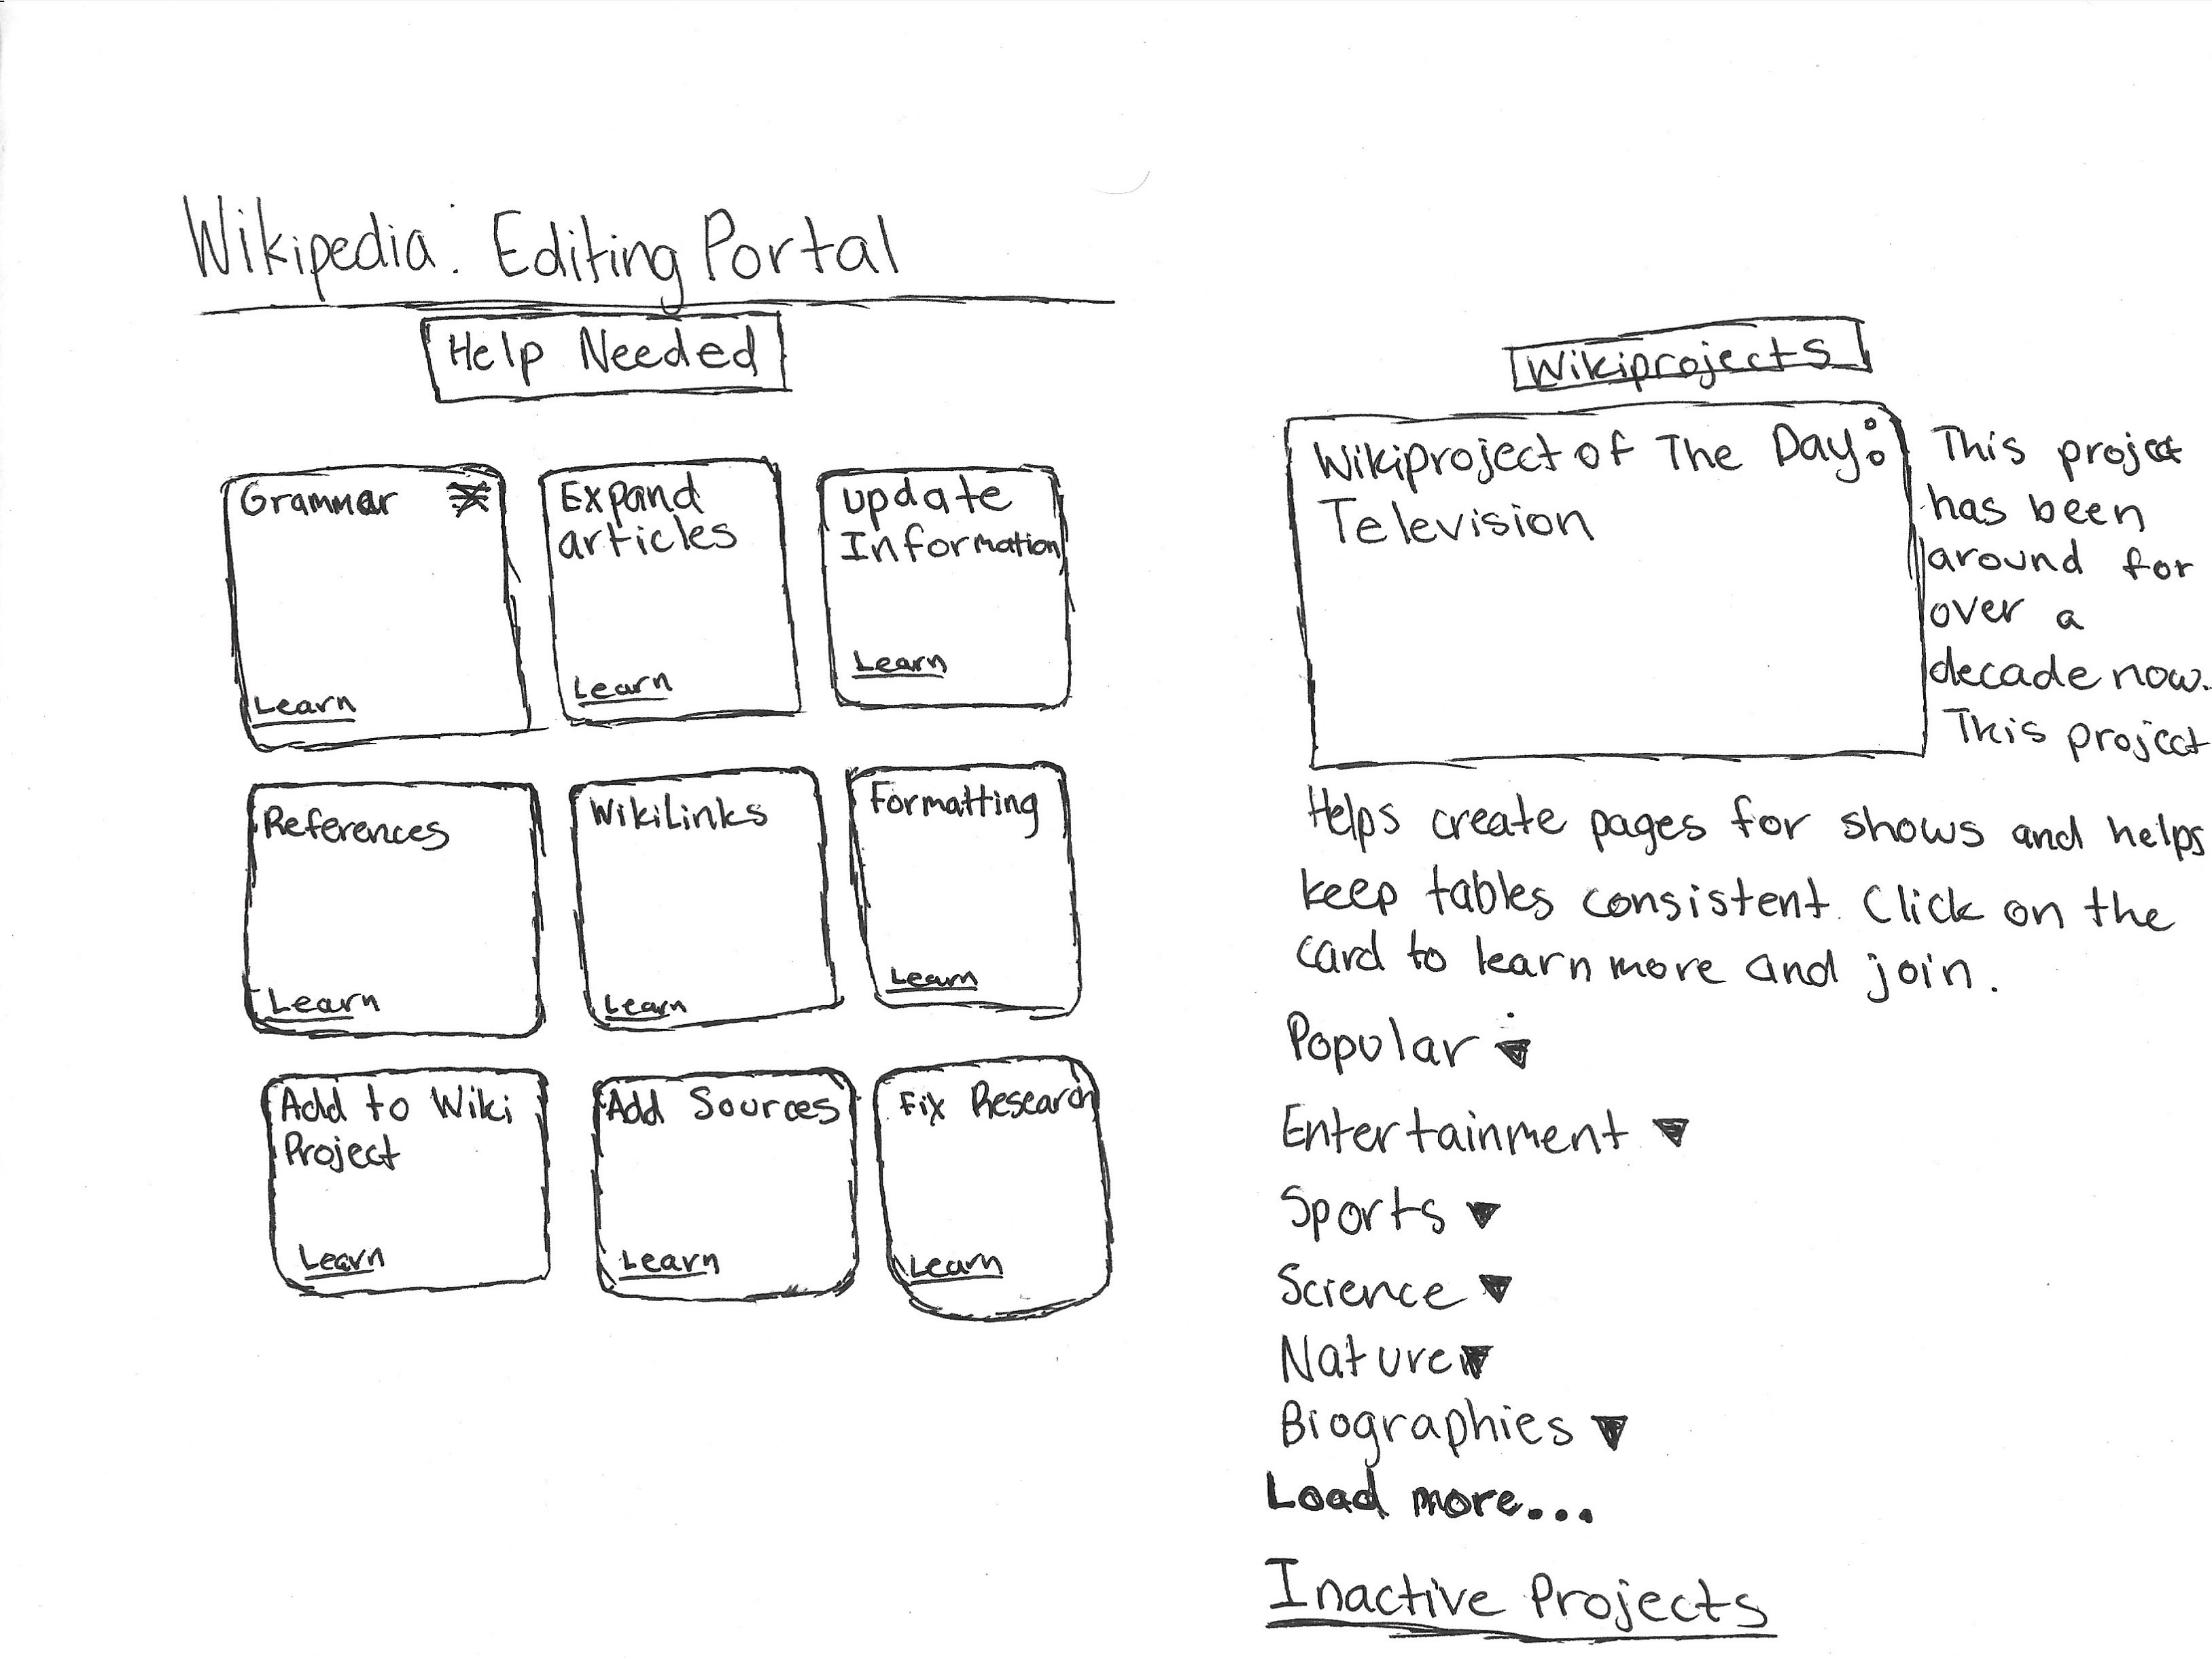 Wikipedia: Editing Portal
Help Needed
Grammar
Learn
Expand
articles
Learn
update
Information
Learn
References
Learn
WikiLinks
Learn
Formatting
Learn
Add to Wiki
Project
Learn
Add Sources
Learn
Fix Research
Learn
Wikiprojects
Wikiproject of The Day:
Television
This project
has been
around for
over a
decade now.
This project
Helps create pages for shows and helps
keep tables consistent. Click on the
card to learn more and join.
Popular
Entertainment
Sports
Science
Nature
Biographies
Load more...
Inactive Projects